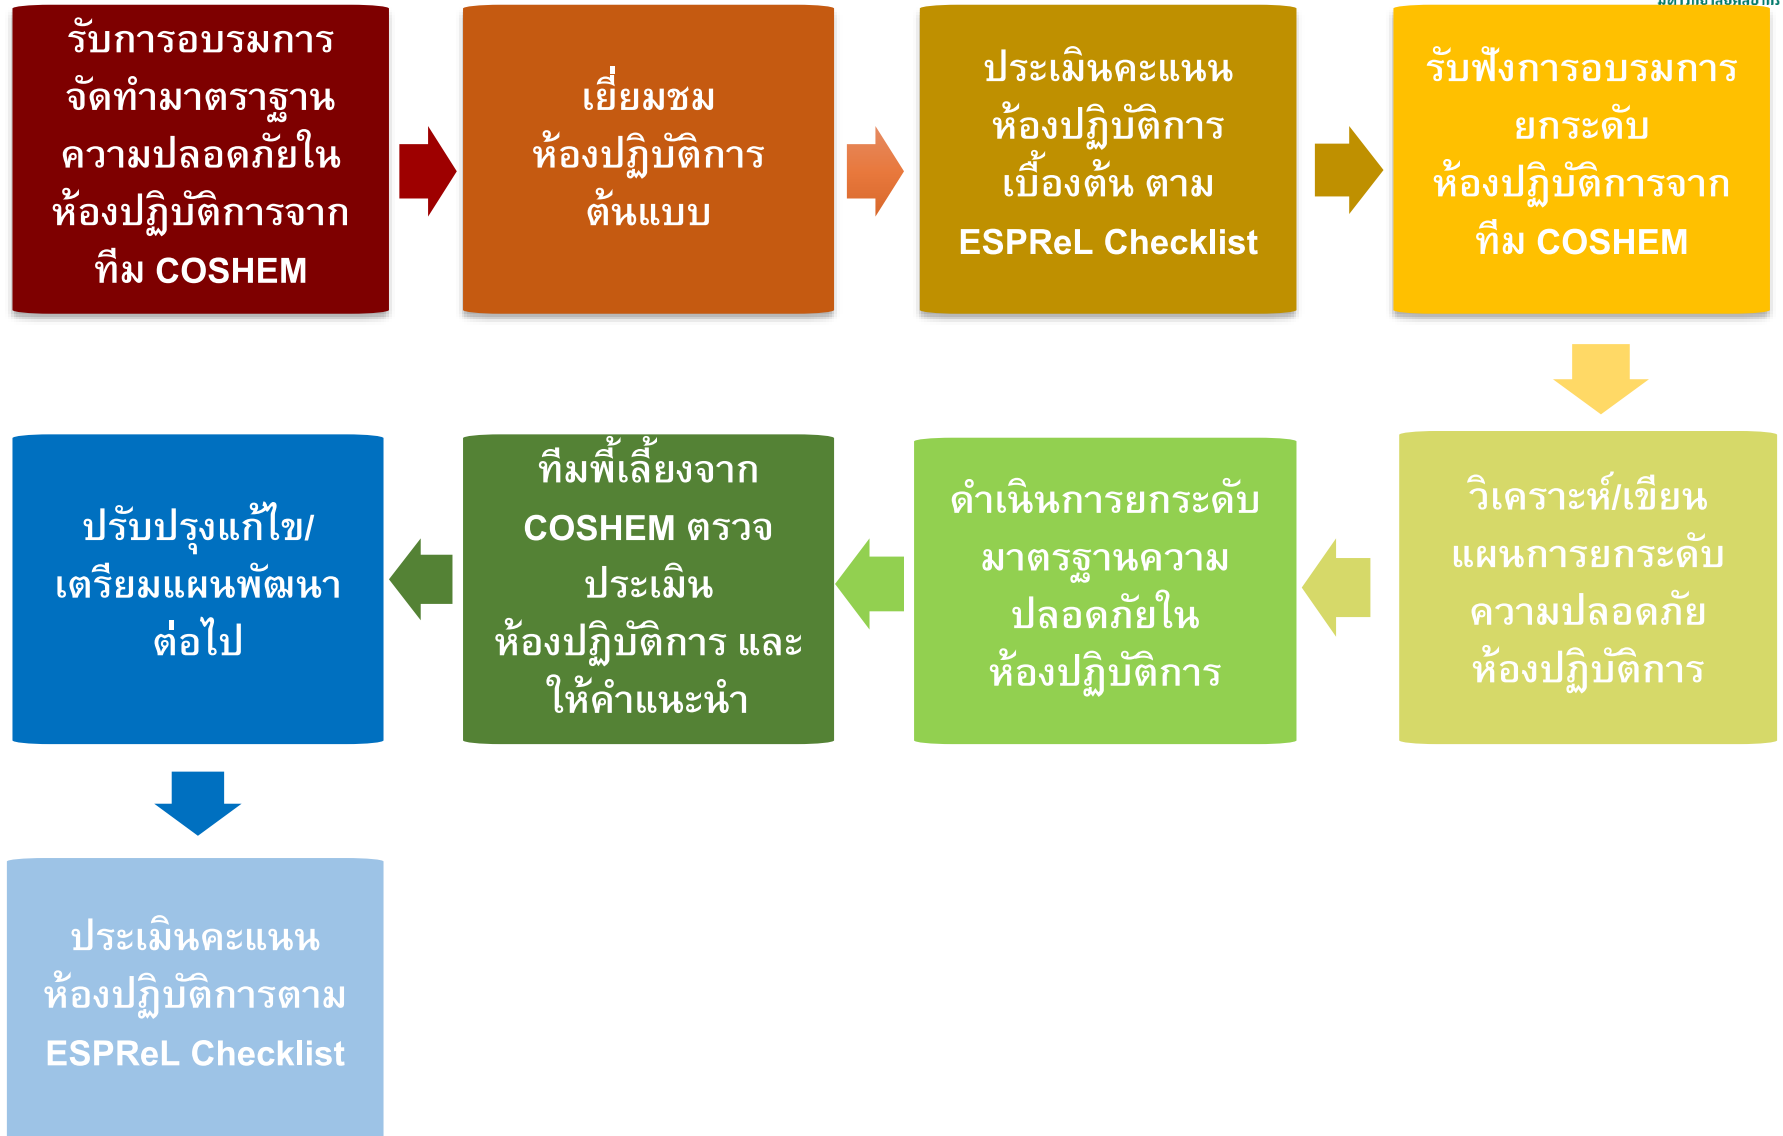 รับการอบรมการ
จัดทำมาตราฐาน
ความปลอดภัยใน
ห้องปฏิบัติการจาก
ทีม COSHEM
เยี่ยมชม
ห้องปฏิบัติการ
ต้นแบบ
ประเมินคะแนน
ห้องปฏิบัติการ
เบื้องต้น ตาม
ESPReL Checklist
รับฟังการอบรมการ
ยกระดับ
ห้องปฏิบัติการจาก
ทีม COSHEM
วิเคราะห์/เขียน
แผนการยกระดับ
ความปลอดภัย
ห้องปฏิบัติการ
ดำเนินการยกระดับ
มาตรฐานความ
ปลอดภัยใน
ห้องปฏิบัติการ
ทีมพี้เลี้ยงจาก
COSHEM ตรวจ
ประเมิน
ห้องปฏิบัติการ และ
ให้คำแนะนำ
ปรับปรุงแก้ไข/
เตรียมแผนพัฒนา
ต่อไป
ประเมินคะแนน
ห้องปฏิบัติการตาม
ESPReL Checklist